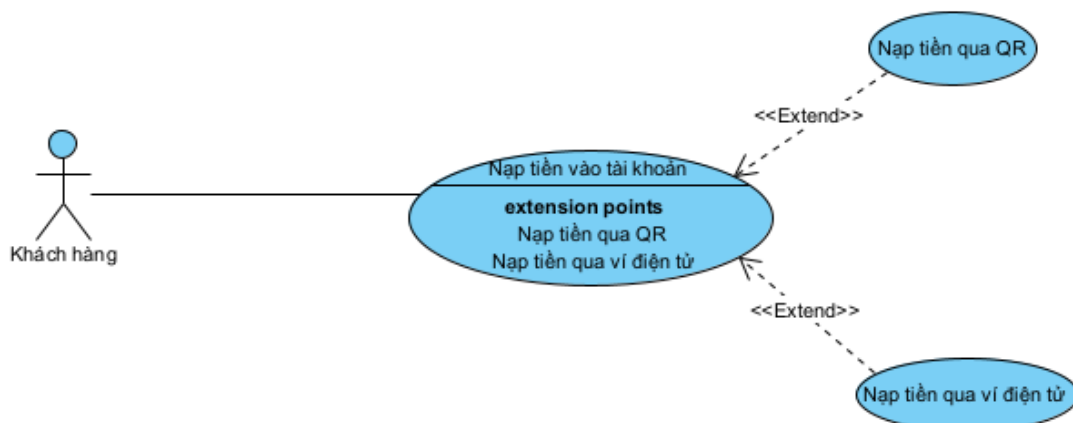 Nạp tiền qua QR
<<Extend>>
Nạp tiền vào tài khoản
extension points
Nạp tiền qua QR
Nạp tiền qua ví điện tử
Khách hàng
<<Extend>>
Nạp tiền qua ví điện tử